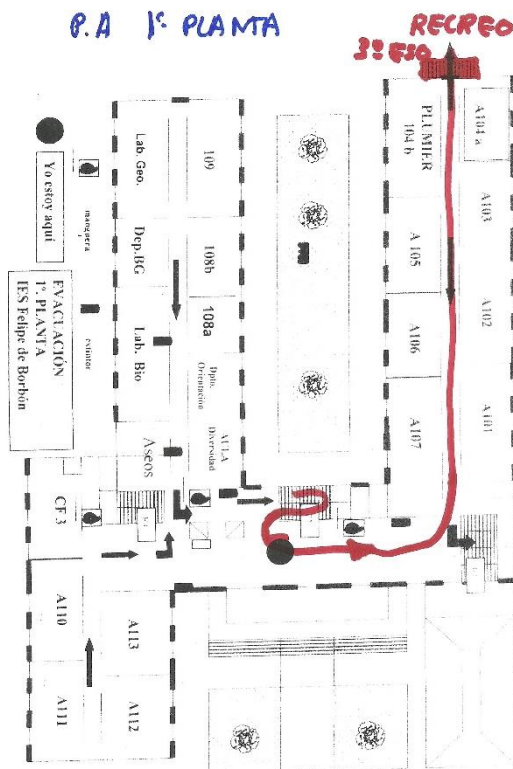 P.A 1ª PLANTA
RECREO
3º ESO
Yo estoy aquí
manguera
extintor
EVACUACIÓN
1ª. PLANTA
IES Felipe de Borbón
Lab. Geo.
Dep.BG
Lab. Bio
Aseos
109
108b
108a
Dpto.
Orientación
AULA
Diversidad
PLUMIER
104 b
A 105
A106
A107
A104 a
A103
A102
A101
CF 3
A110
A111
A113
A112